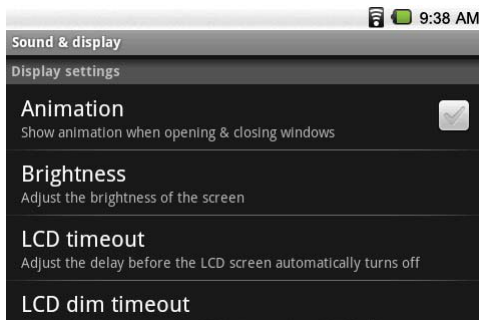 9:38 AM
Sound & display
Display settings
Animation
Show animation when opening & closing windows
Brightness
Adjust the brightness of the screen
LCD timeout
Adjust the delay before the LCD screen automatically turns off
LCD dim timeout